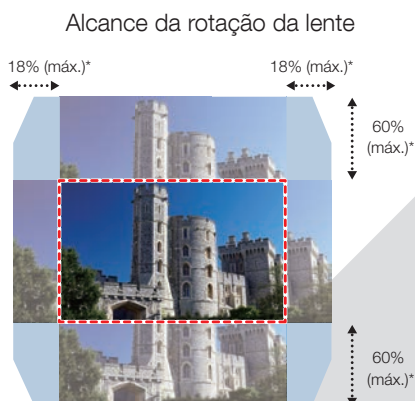 Alcance da rotação da lente
18% (máx.)*
18% (máx.)*
60%
(máx.)*
60%
(máx.)*